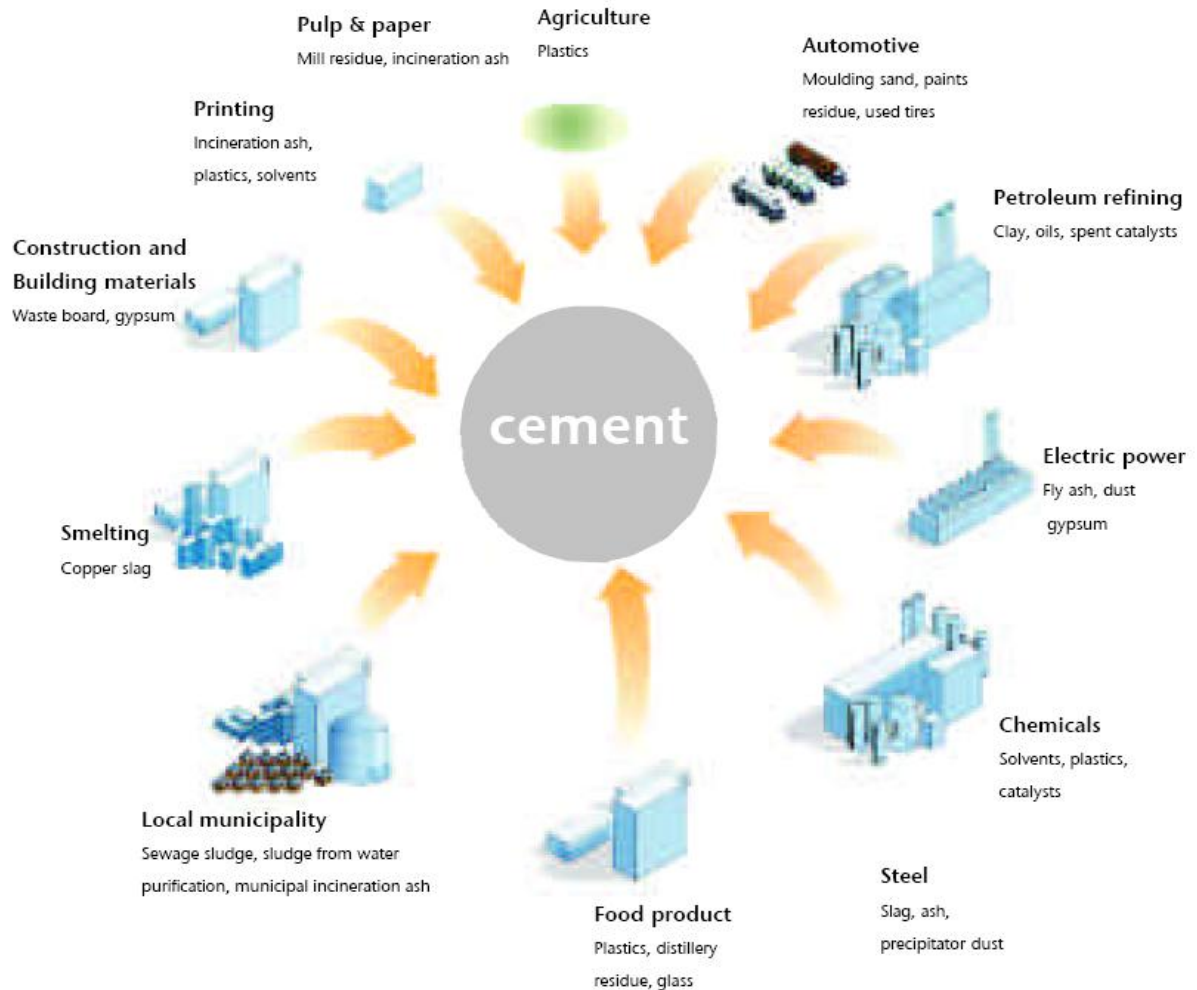 Pulp & paper
Mill residue, incineration ash
Agriculture
Plastics
Automotive
Moulding sand, paints
residue, used tires
Printing
Incineration ash,
plastics, solvents
Petroleum refining
Clay, oils, spent catalysts
Construction and
Building materials
Waste board, gypsum
cement
Electric power
Fly ash, dust
gypsum
Smelting
Copper slag
Chemicals
Solvents, plastics,
catalysts
Local municipality
Sewage sludge, sludge from water
purification, municipal incineration ash
Food product
Plastics, distillery
residue, glass
Steel
Slag, ash,
precipitator dust